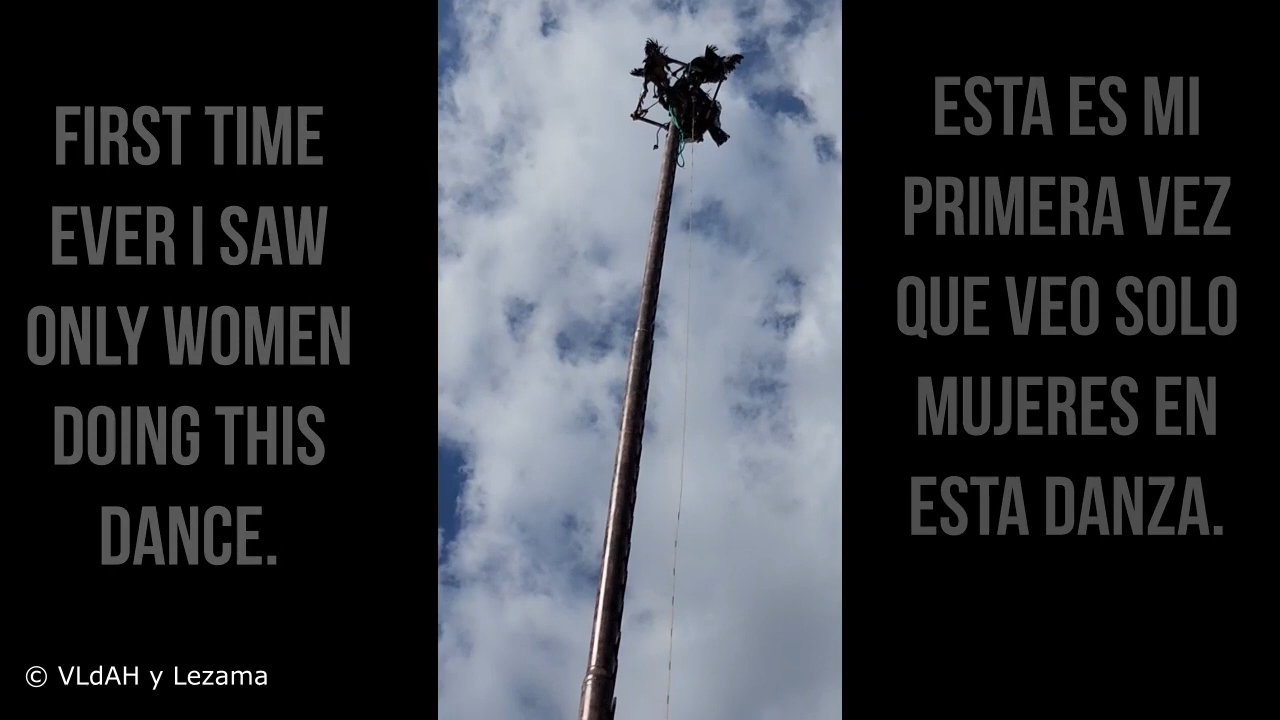 FIRST TIME
EVER I SAW
ONLY WOMEN
DOING THIS
DANCE.
© VLdAH y Lezama
ESTA ES MI
PRIMERA VEZ
QUE VEO SOLO
MUJERES EN
ESTA DANZA.